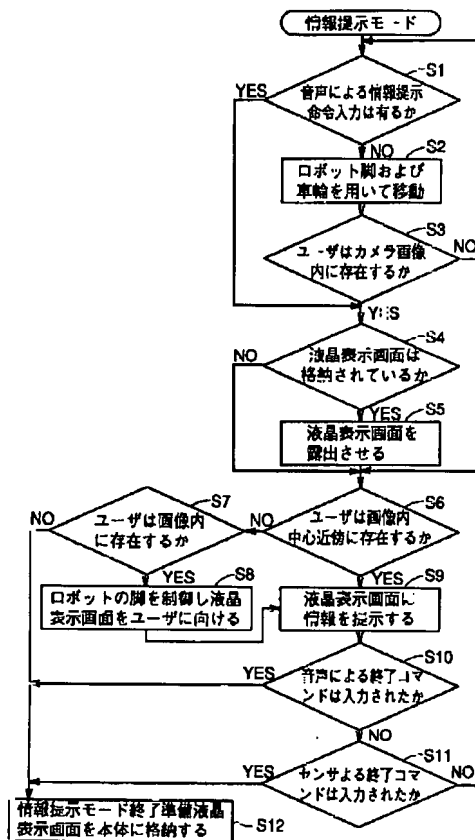 情報提示モード
S1
音声による情報提示
命令入力は有るか
YES
NO
S2
ロボット脚および
車輪を用いて移動
S3
ユーザはカメラ画像
内に存在するか
NO
YES
S4
液晶表示画面は
格納されているか
NO
YES
S5
液晶表示画面を
露出させる
S6
ユーザは画像内
中心近傍に存在するか
NO
YES
S7
ユーザは画像内
に存在するか
NO
YES
S8
ロボットの脚を制御し液晶
表示画面をユーザに向ける
S9
液晶表示画面に
情報を提示する
S10
音声による終了コマ
ンドは入力されたか
YES
NO
S11
センサよる終了コマ
ンドは入力されたか
YES
NO
情報提示モード終了準備液晶
表示画面を本体に格納する
S12